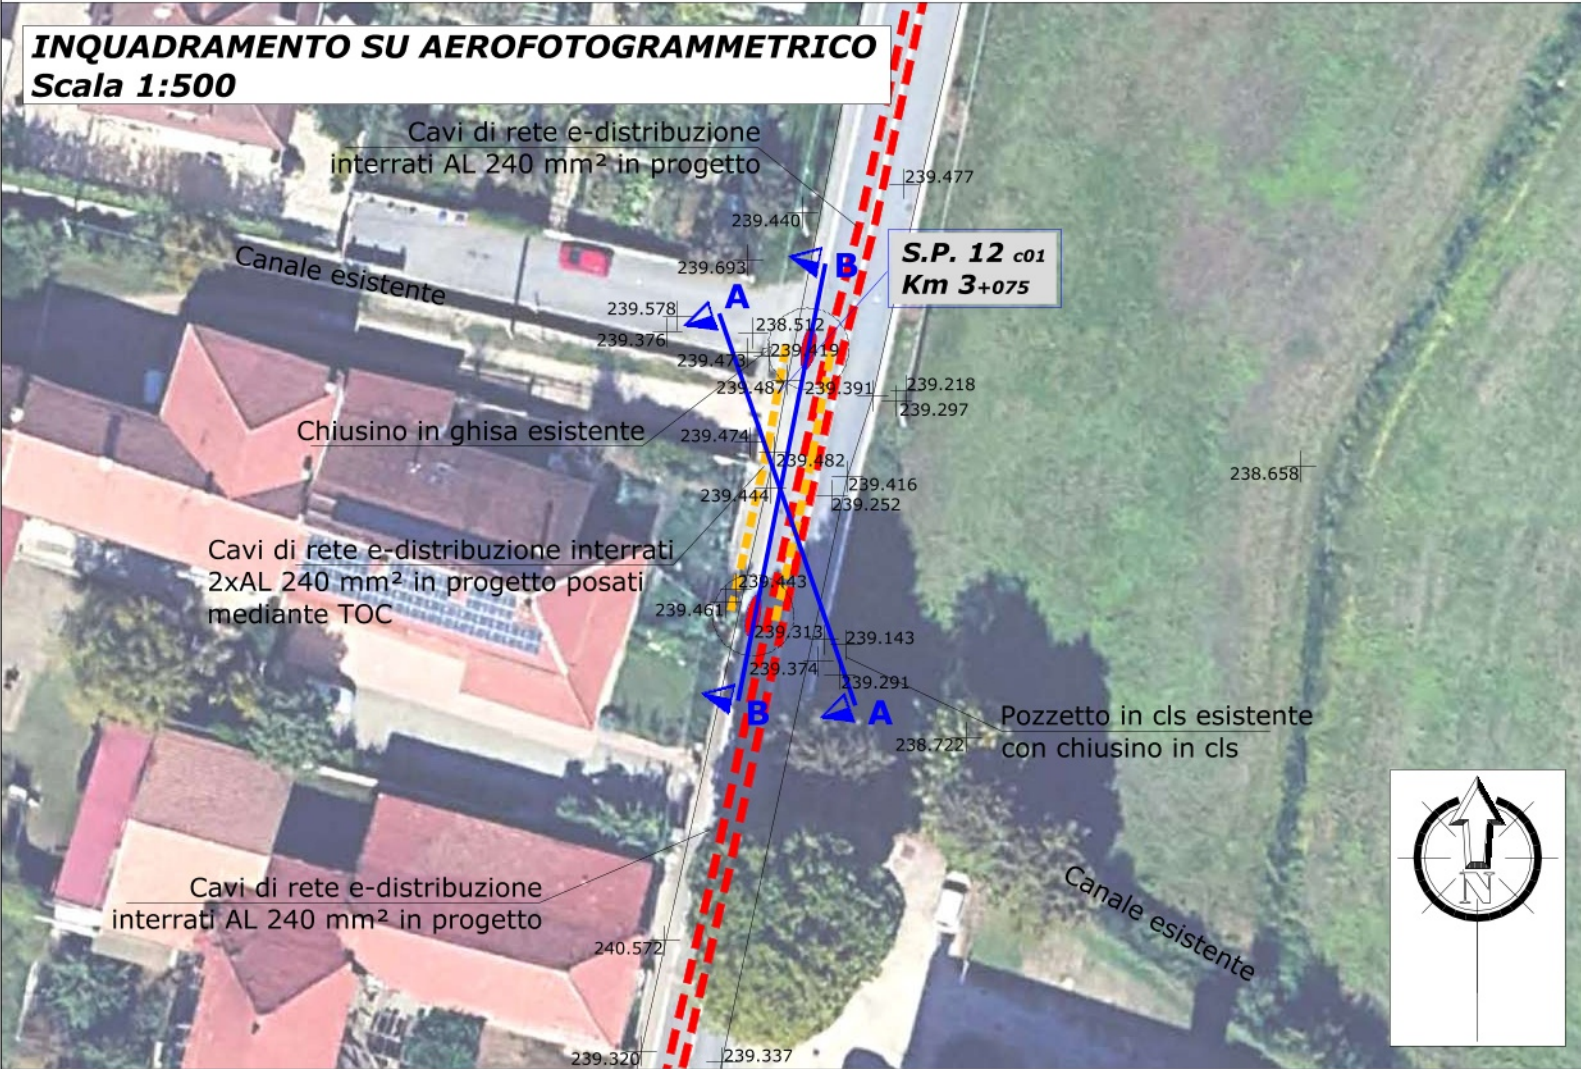 INQUADRAMENTO SU AEROFOTOGRAMMETRICO
Scala 1:500
Cavi di rete e-distribuzione
interrati AL 240 mm² in progetto
239.477
239.440
S.P. 12 c01
Km 3+075
B
239.693
Canale esistente
A
239.578
238.512
239.376
239.473
239.419
239.487
239.391
239.218
239.297
Chiusino in ghisa esistente
239.474
239.482
238.658
239.416
239.444
239.252
Cavi di rete e-distribuzione interrati
2xAL 240 mm² in progetto posati
mediante TOC
239.443
239.461
239.313
239.143
239.374
239.291
B
A
Pozzetto in cls esistente
con chiusino in cls
238.722
Cavi di rete e-distribuzione
interrati AL 240 mm² in progetto
Canale esistente
N
240.572
239.320
239.337